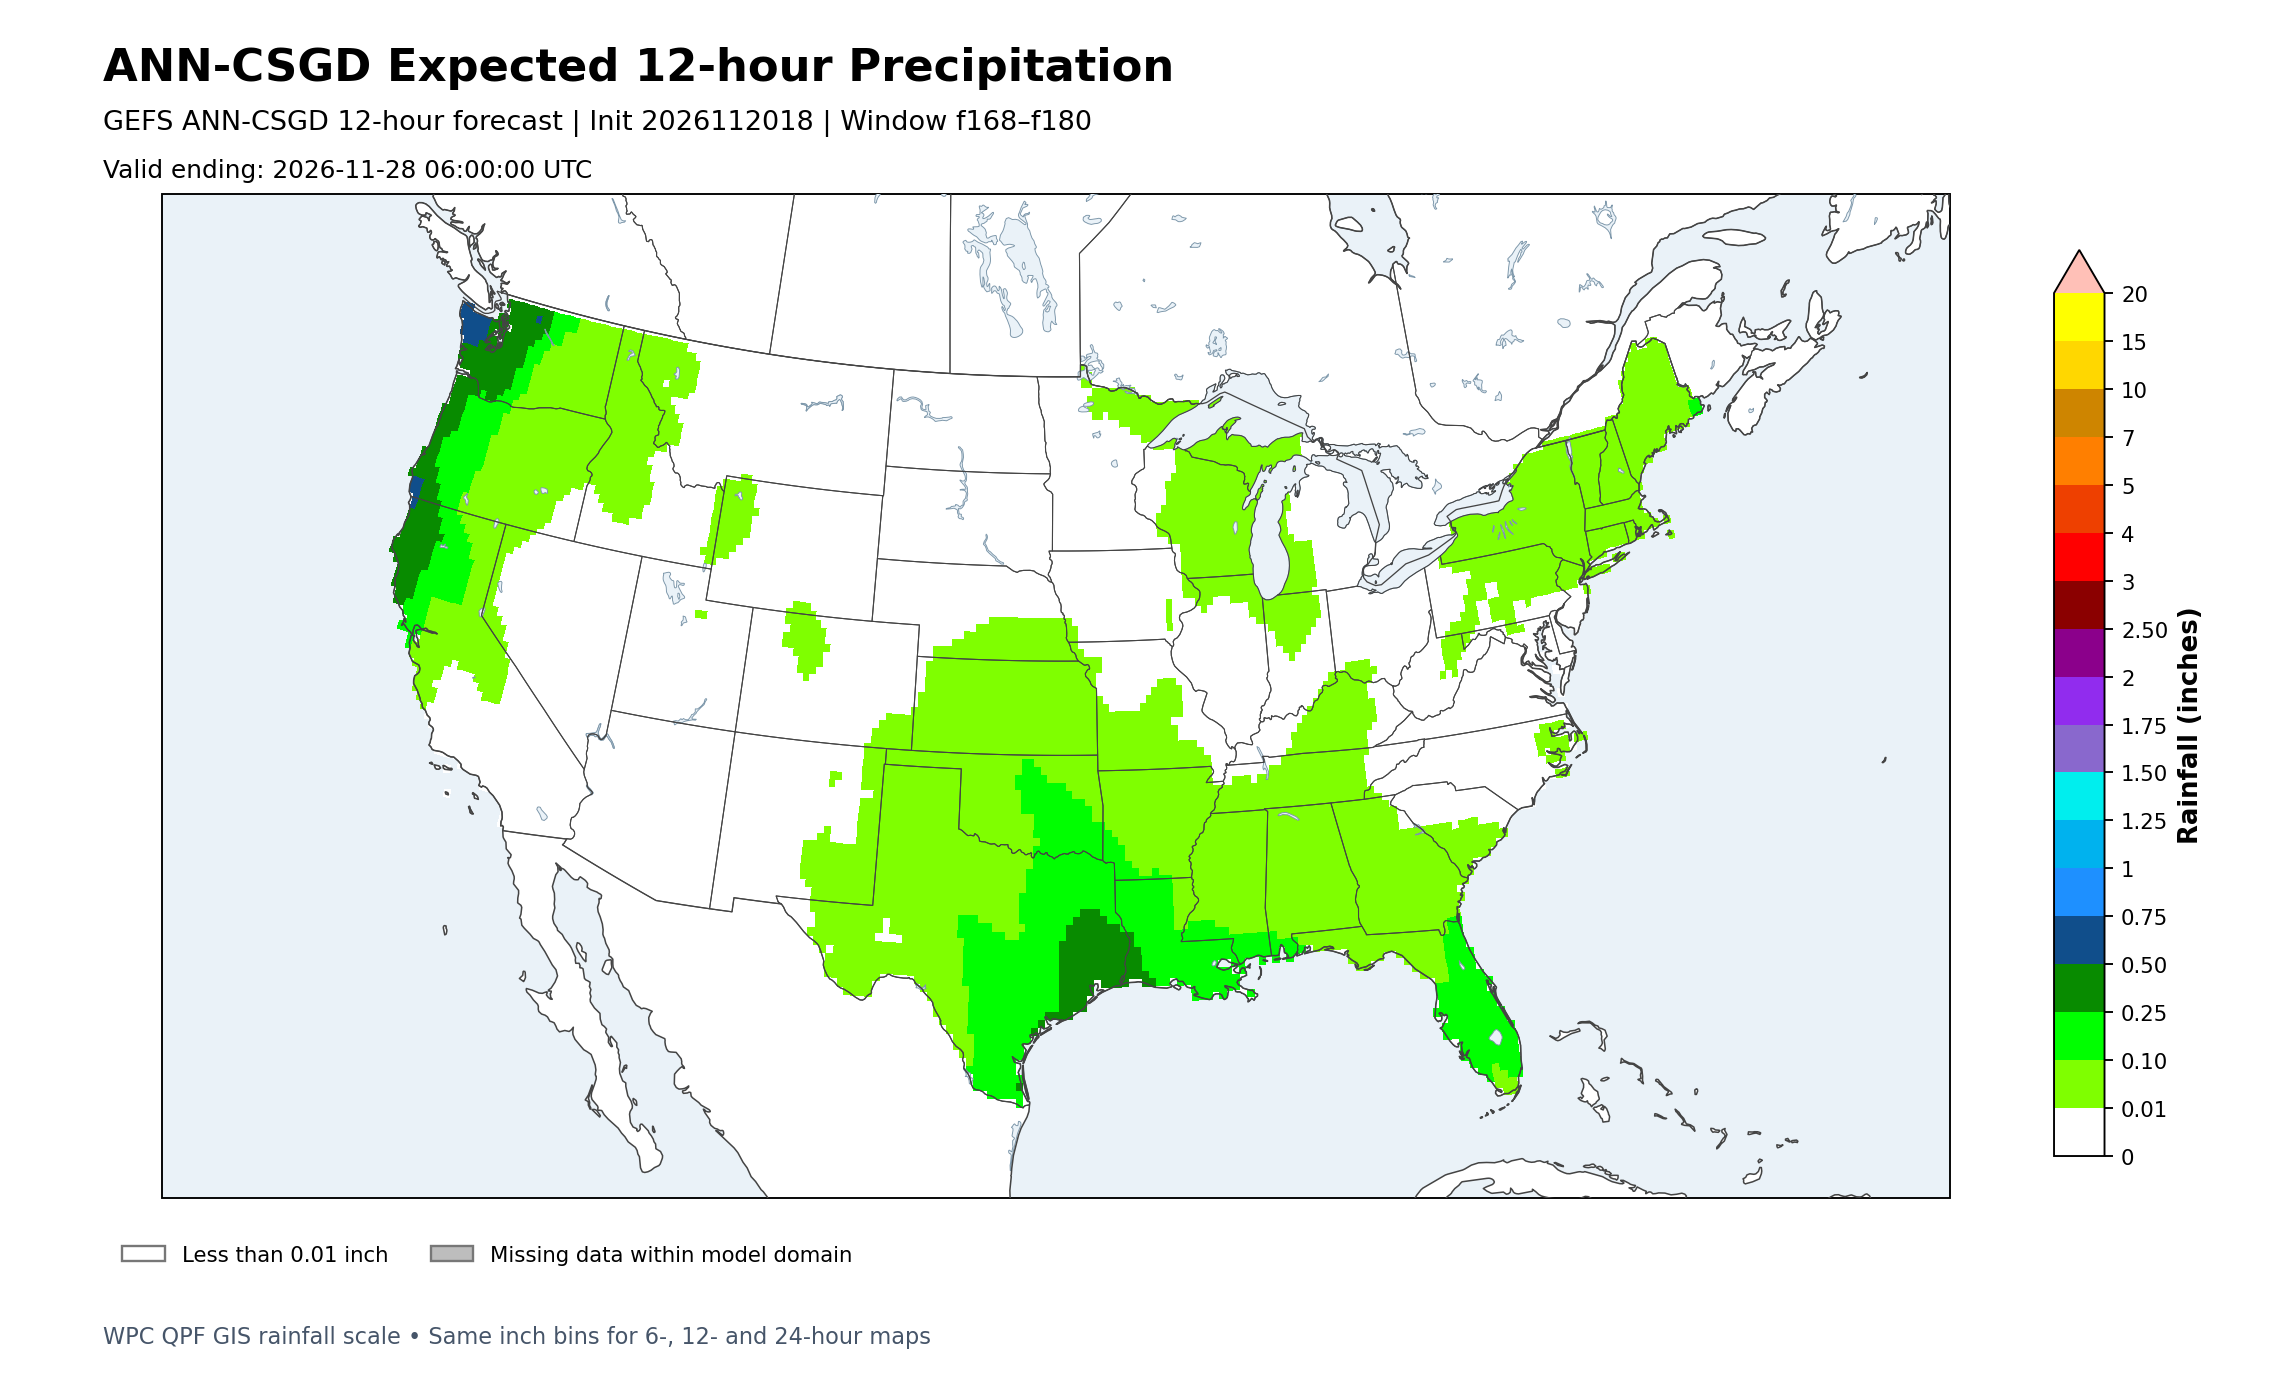 ANN-CSGD Expected 12-hour Precipitation
GEFS ANN-CSGD 12-hour forecast | Init 2026112018 | Window f168–f180
Valid ending: 2026-11-28 06:00:00 UTC
20
15
10
7
5
4
3
2.50
2
1.75
1.50
1.25
1
0.75
0.50
0.25
0.10
0.01
0
Rainfall (inches)
Less than 0.01 inch
Missing data within model domain
WPC QPF GIS rainfall scale • Same inch bins for 6-, 12- and 24-hour maps